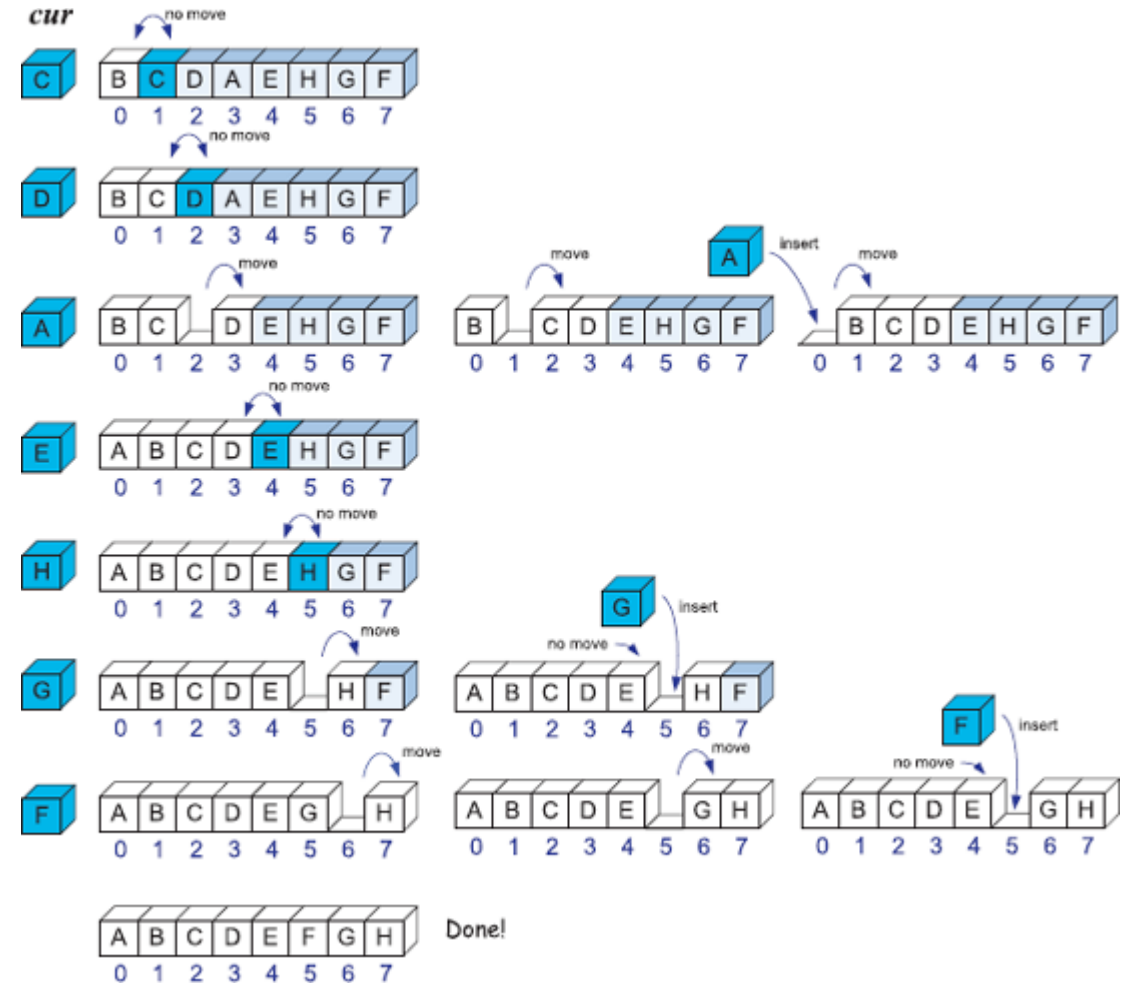 cur
no move
C B C D A E H G F
0 1 2 3 4 5 6 7
no move
D B C D A E H G F
0 1 2 3 4 5 6 7
A insert
move move move
A B C D E H G F B C D E H G F B C D E H G F
0 1 2 3 4 5 6 7 0 1 2 3 4 5 6 7 0 1 2 3 4 5 6 7
no move
E A B C D E H G F
0 1 2 3 4 5 6 7
no move
H A B C D E H G F
0 1 2 3 4 5 6 7
G insert
move no move
G A B C D E H F A B C D E H F
0 1 2 3 4 5 6 7 0 1 2 3 4 5 6 7
F insert
move move no move
F A B C D E G H A B C D E G H A B C D E G H
0 1 2 3 4 5 6 7 0 1 2 3 4 5 6 7 0 1 2 3 4 5 6 7
A B C D E F G H Done!
0 1 2 3 4 5 6 7